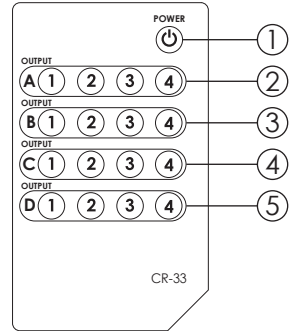 POWER
1
OUTPUT
A 1 2 3 4
2
OUTPUT
B 1 2 3 4
3
OUTPUT
C 1 2 3 4
4
OUTPUT
D 1 2 3 4
5
CR-33